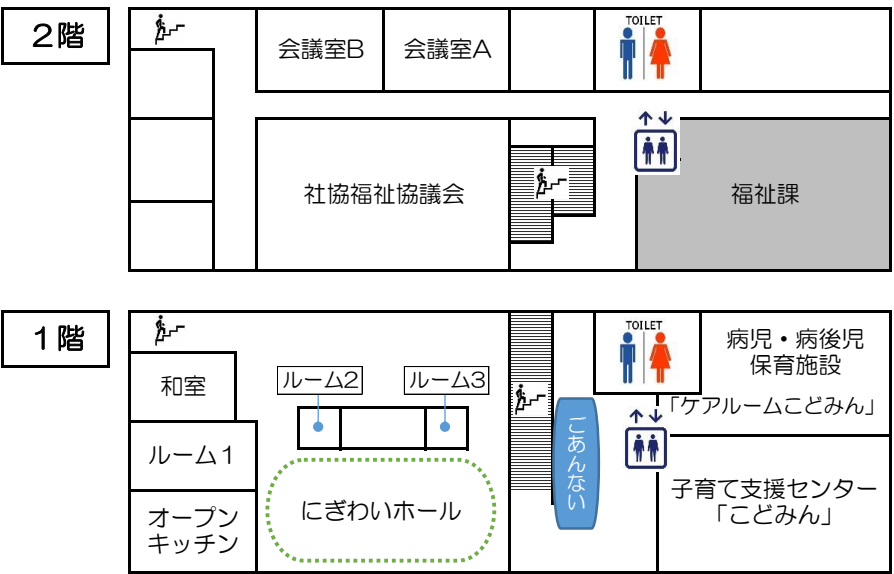 ２階
会議室B
会議室A
TOILET
社協福祉協議会
福祉課
１階
和室
ルーム2
ルーム3
TOILET
病児・病後児
保育施設
「ケアルームこどみん」
ルーム１
ごあんない
にぎわいホール
オープン
キッチン
子育て支援センター
「こどみん」